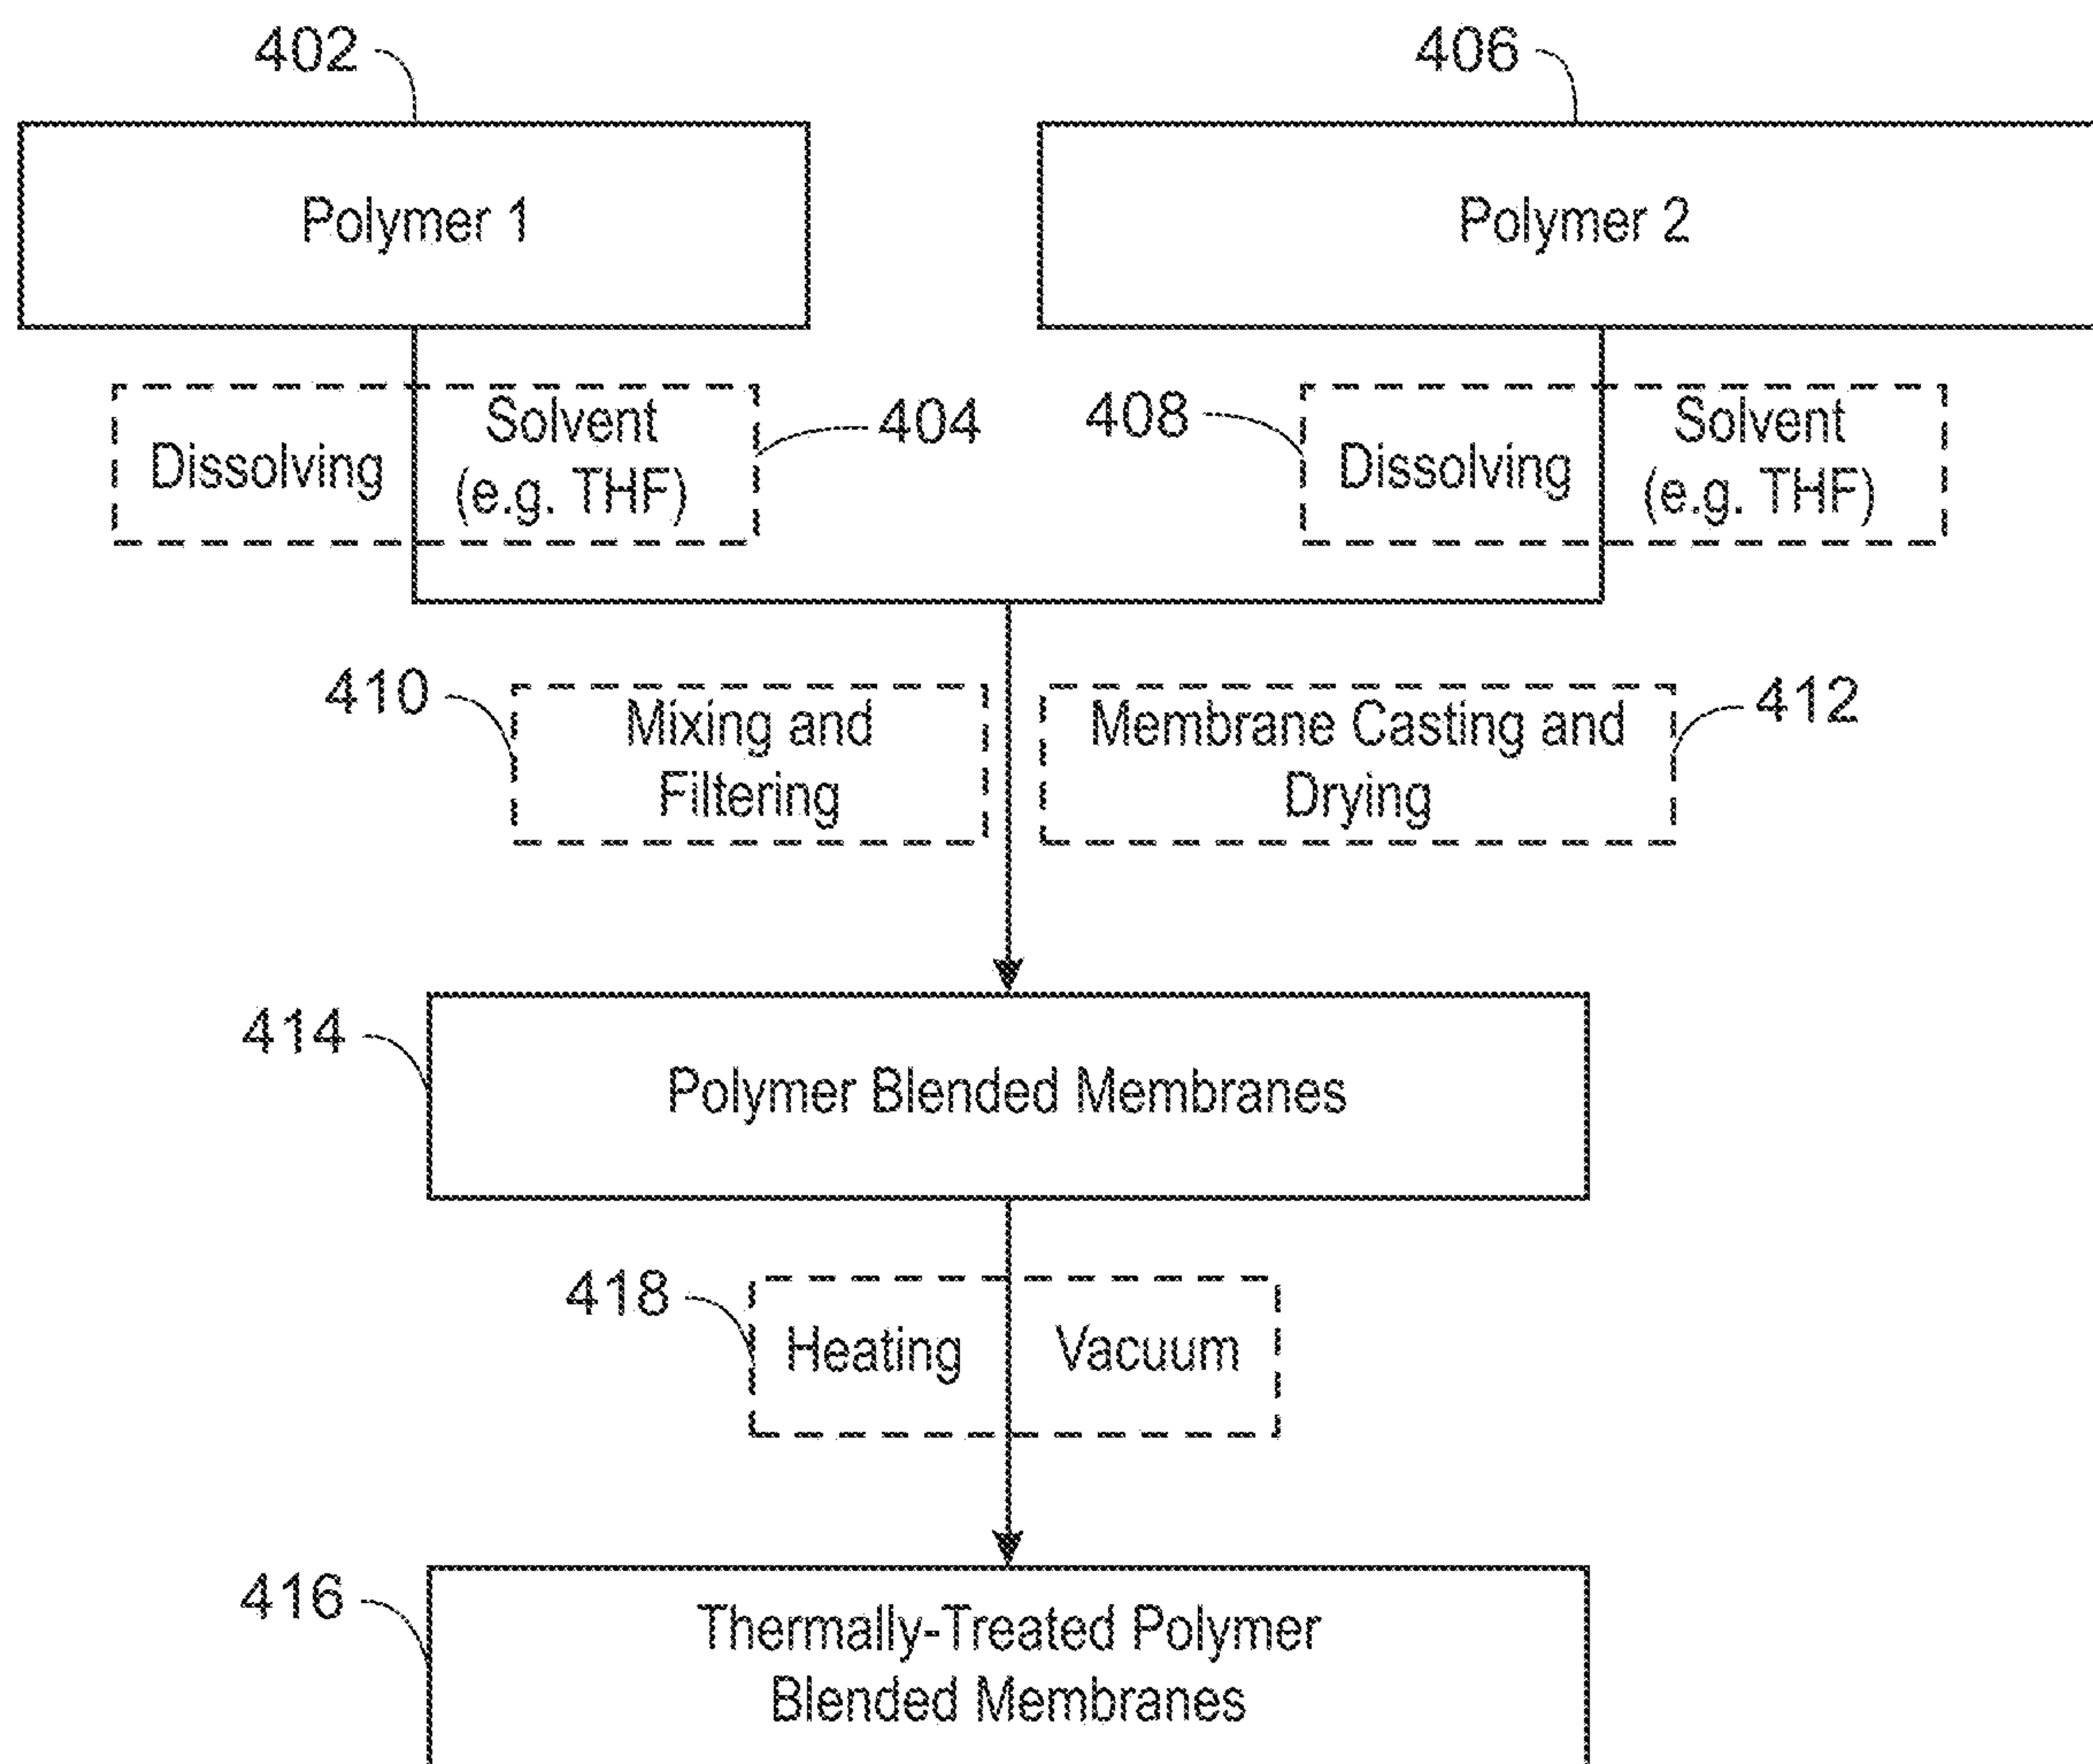 402
406
Polymer 1
Polymer 2
Dissolving
Solvent
(e.g. THF)
404
408
Dissolving
Solvent
(e.g. THF)
410
Mixing and
Filtering
Membrane Casting and
Drying
412
414
Polymer Blended Membranes
418
Heating
Vacuum
416
Thermally-Treated Polymer
Blended Membranes